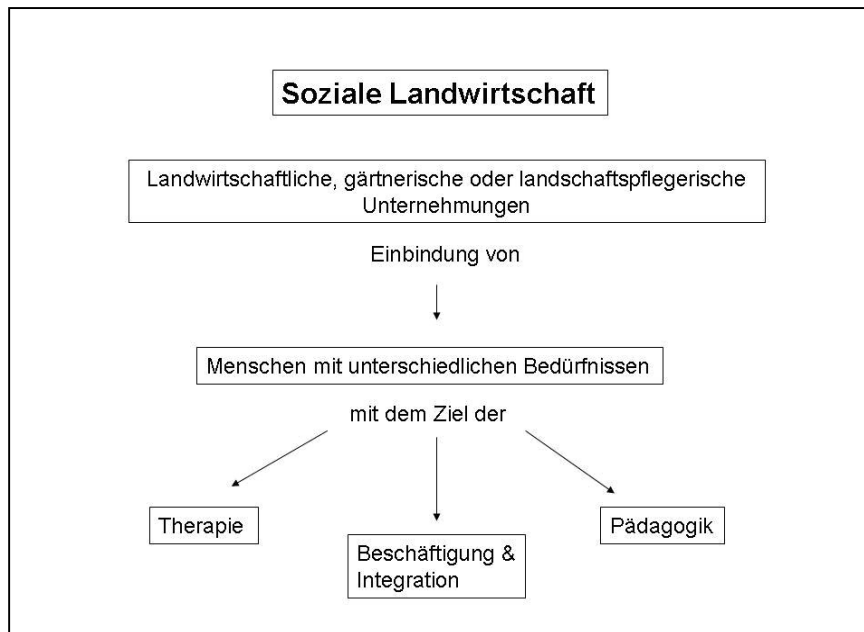 Soziale Landwirtschaft
Landwirtschaftliche, gärtnerische oder landschaftspflegerische
Unternehmungen
Einbindung von
Menschen mit unterschiedlichen Bedürfnissen
mit dem Ziel der
Therapie
Pädagogik
Beschäftigung &
Integration